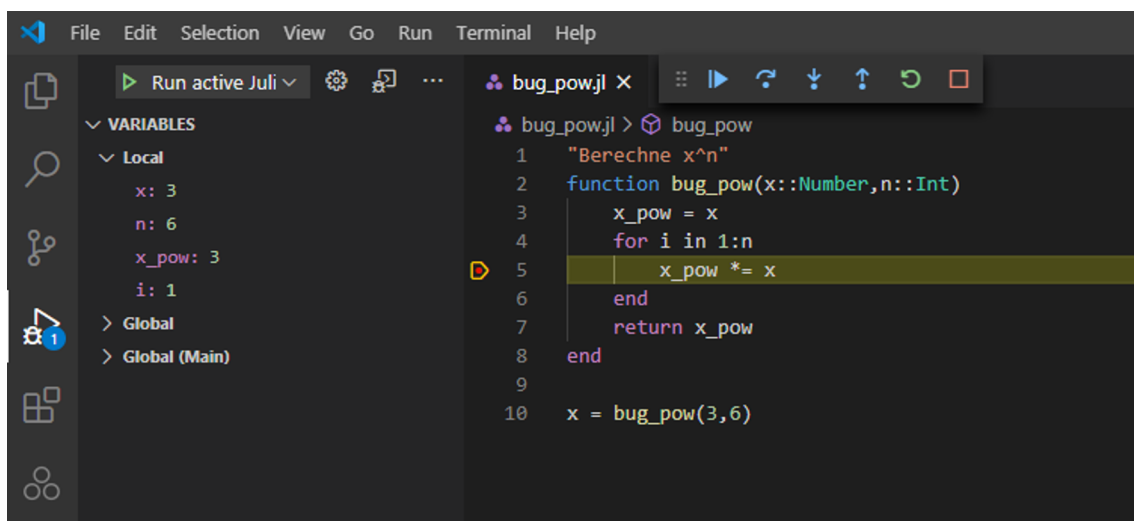 File Edit Selection View Go Run Terminal Help
Run active Juli
bug_pow.jl
VARIABLES
Local
x: 3
n: 6
x_pow: 3
i: 1
Global
Global (Main)
1
bug_pow.jl > bug_pow
1 "Berechne x^n"
2 function bug_pow(x::Number,n::Int)
3 x_pow = x
4 for i in 1:n
5 x_pow *= x
6 end
7 return x_pow
8 end
9
10 x = bug_pow(3,6)